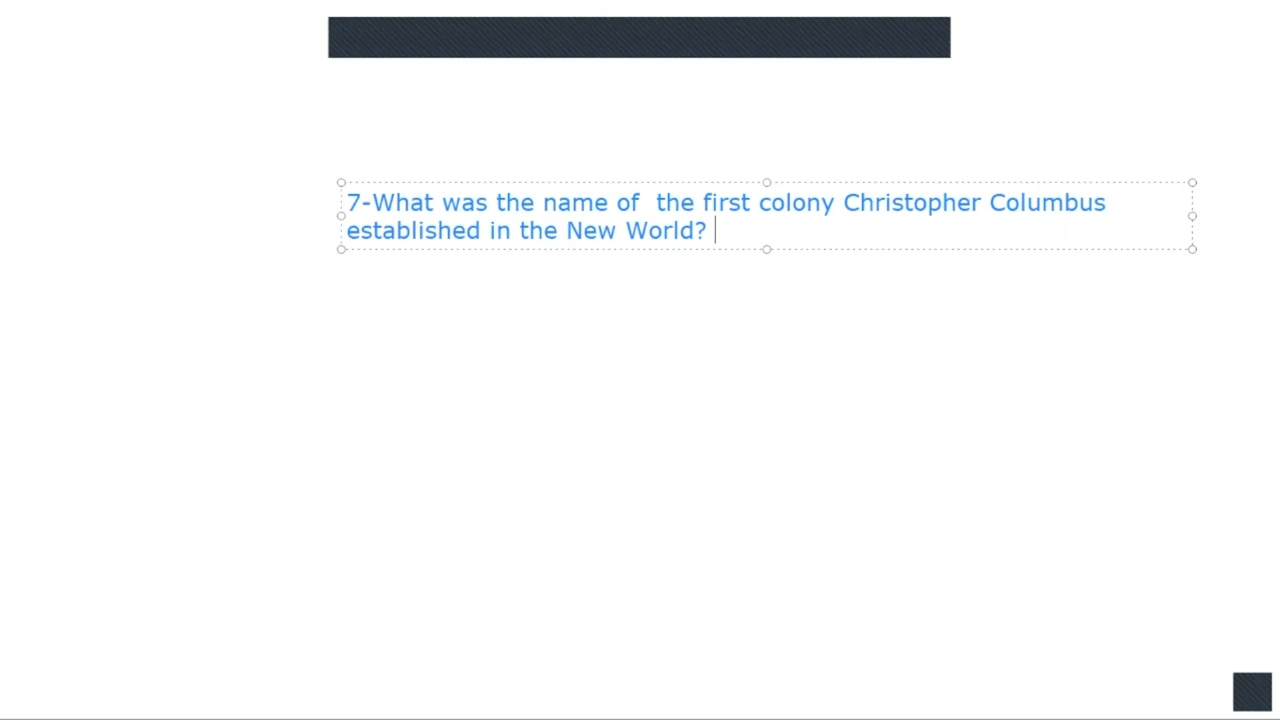 7-What was the name of  the first colony Christopher Columbus
established in the New World?